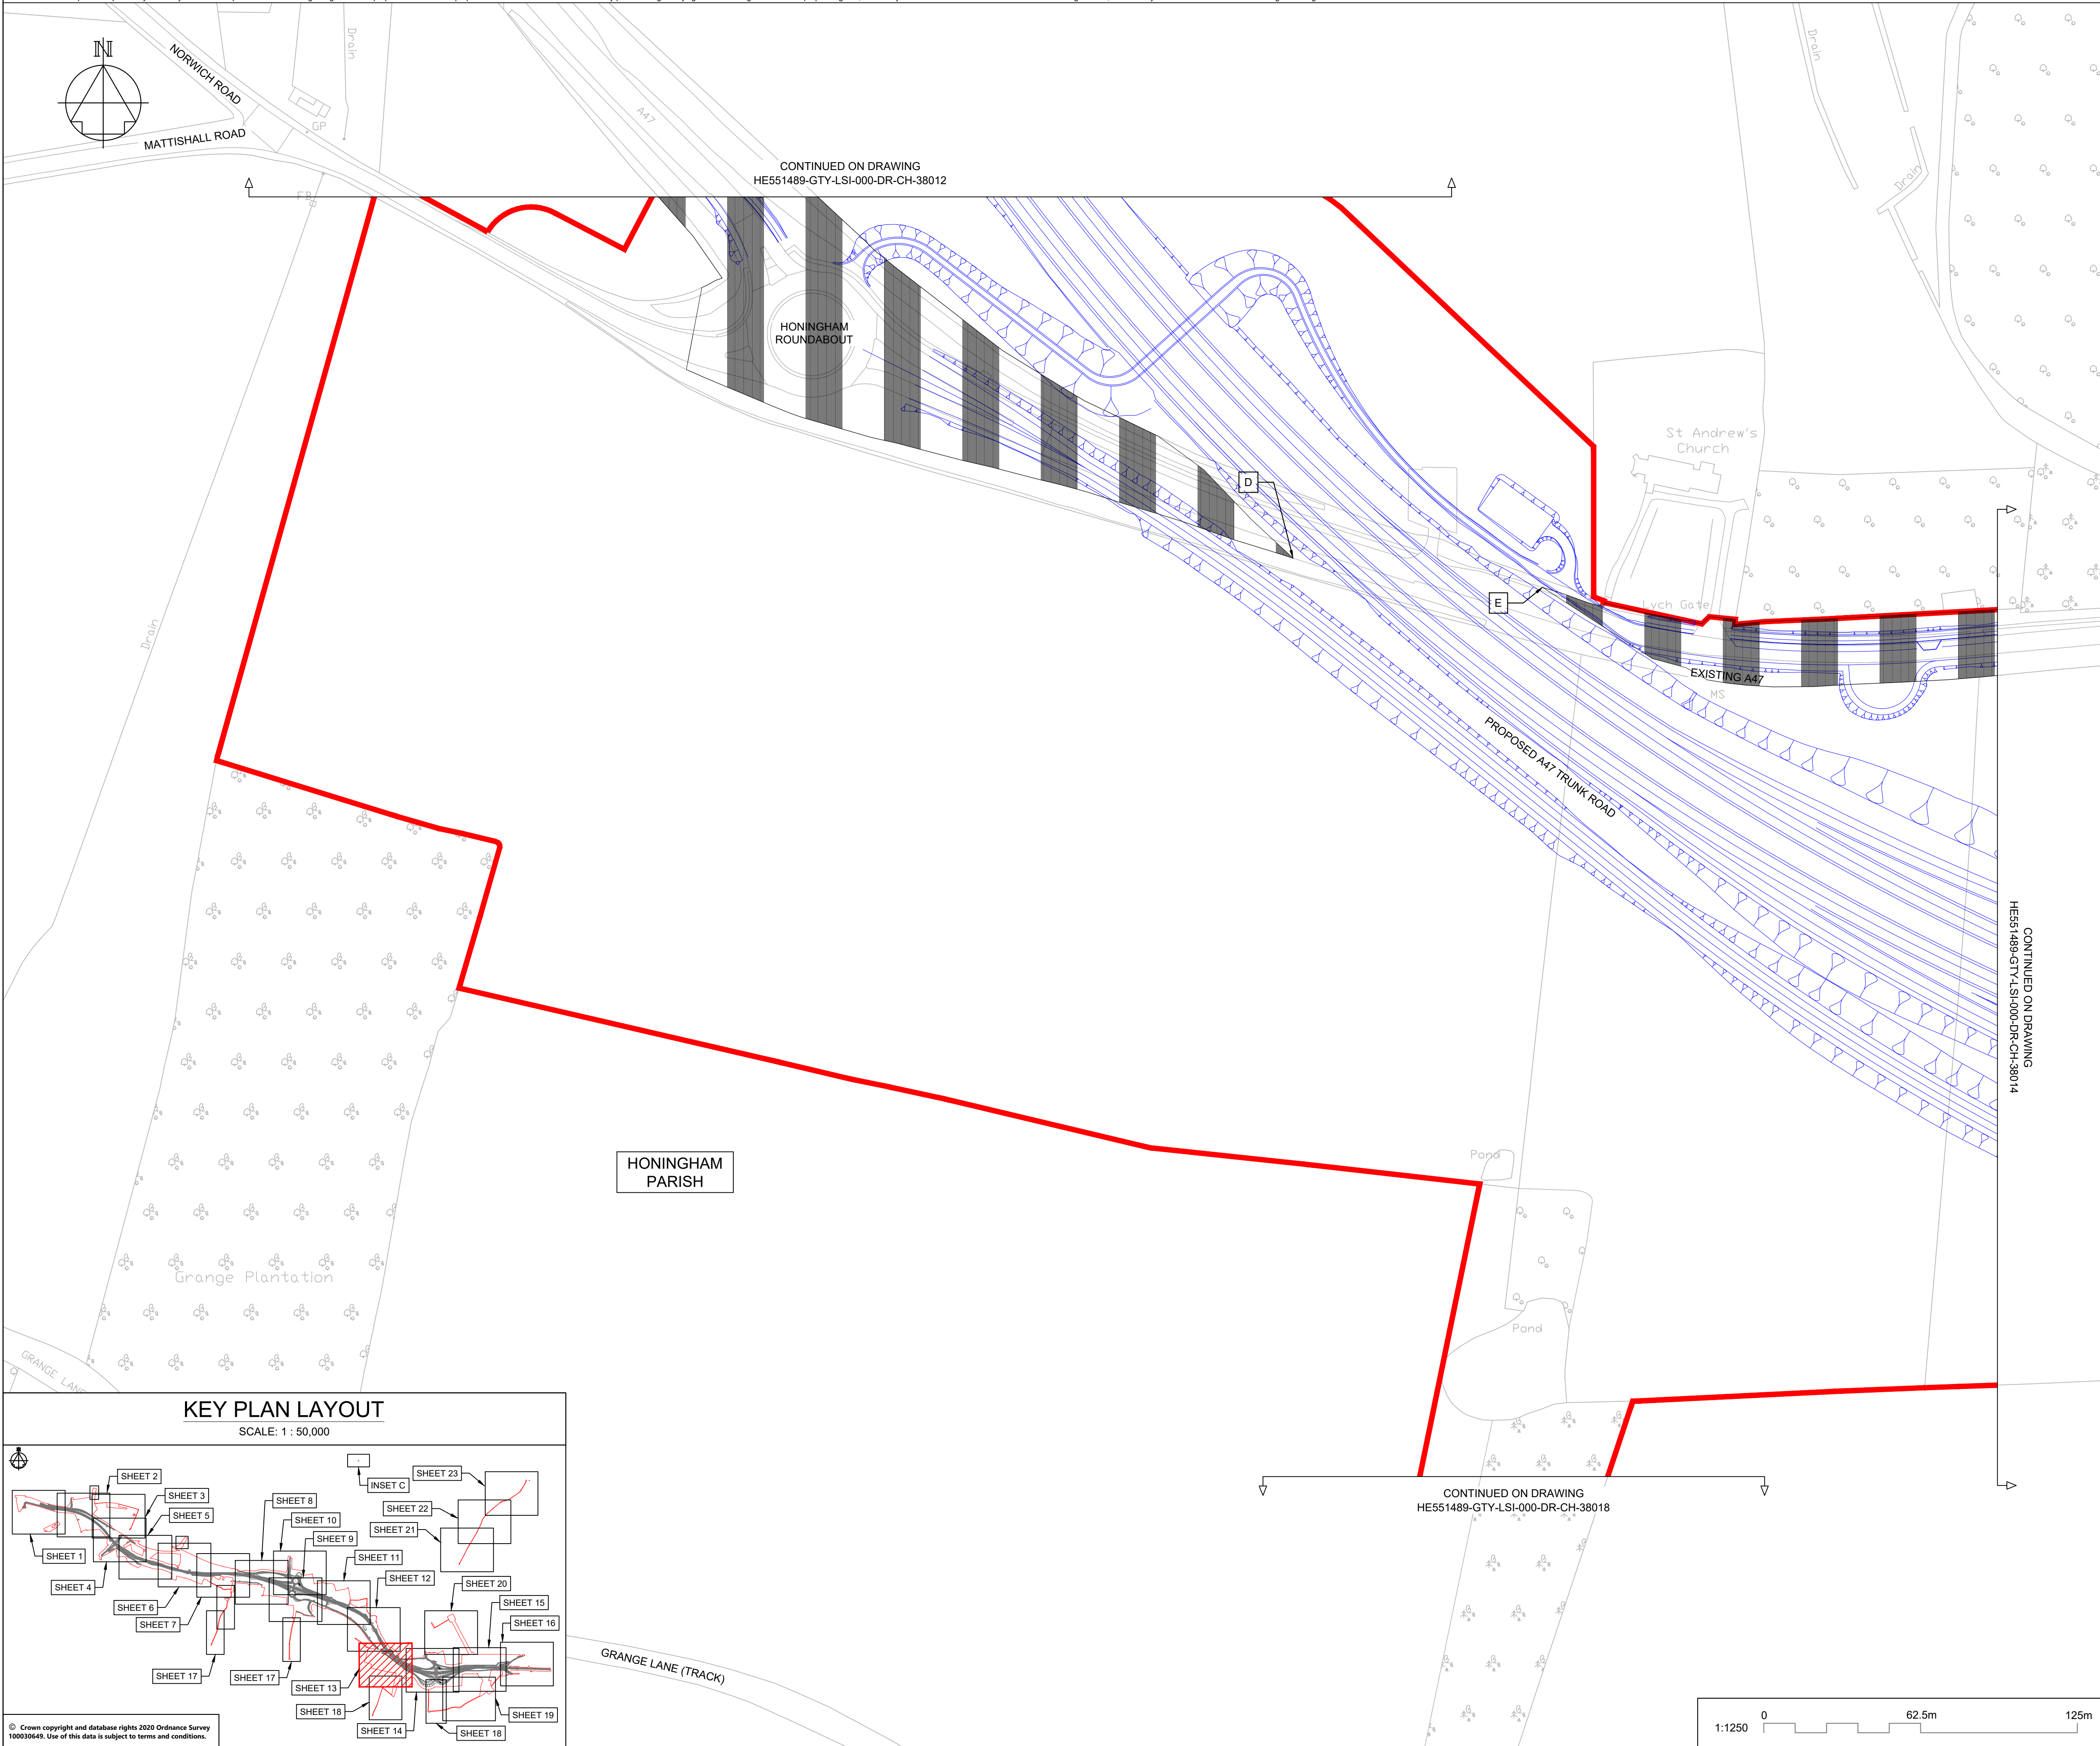 N
NORWICH ROAD
MATTISHALL ROAD
GP
Drain
A47
FB
CONTINUED ON DRAWING
HE551489-GTY-LSI-000-DR-CH-38012
Drain
Drain
HONINGHAM
ROUNDABOUT
D
St Andrew's
Church
E
Lych Gate
EXISTING A47
MS
Drain
PROPOSED A47 TRUNK ROAD
CONTINUED ON DRAWING
HE551489-GTY-LSI-000-DR-CH-38014
HONINGHAM
PARISH
Pond
Grange Plantation
Pond
GRANGE LANE
CONTINUED ON DRAWING
HE551489-GTY-LSI-000-DR-CH-38018
GRANGE LANE (TRACK)
KEY PLAN LAYOUT
SCALE: 1 : 50,000
SHEET 2
SHEET 3
SHEET 5
SHEET 1
SHEET 4
SHEET 6
SHEET 7
SHEET 8
SHEET 10
SHEET 9
SHEET 11
SHEET 12
INSET C
SHEET 23
SHEET 22
SHEET 21
SHEET 20
SHEET 15
SHEET 16
SHEET 17
SHEET 17
SHEET 13
SHEET 18
SHEET 14
SHEET 18
SHEET 19
© Crown copyright and database rights 2020 Ordnance Survey
100030649. Use of this data is subject to terms and conditions.
1:1250
0
62.5m
125m